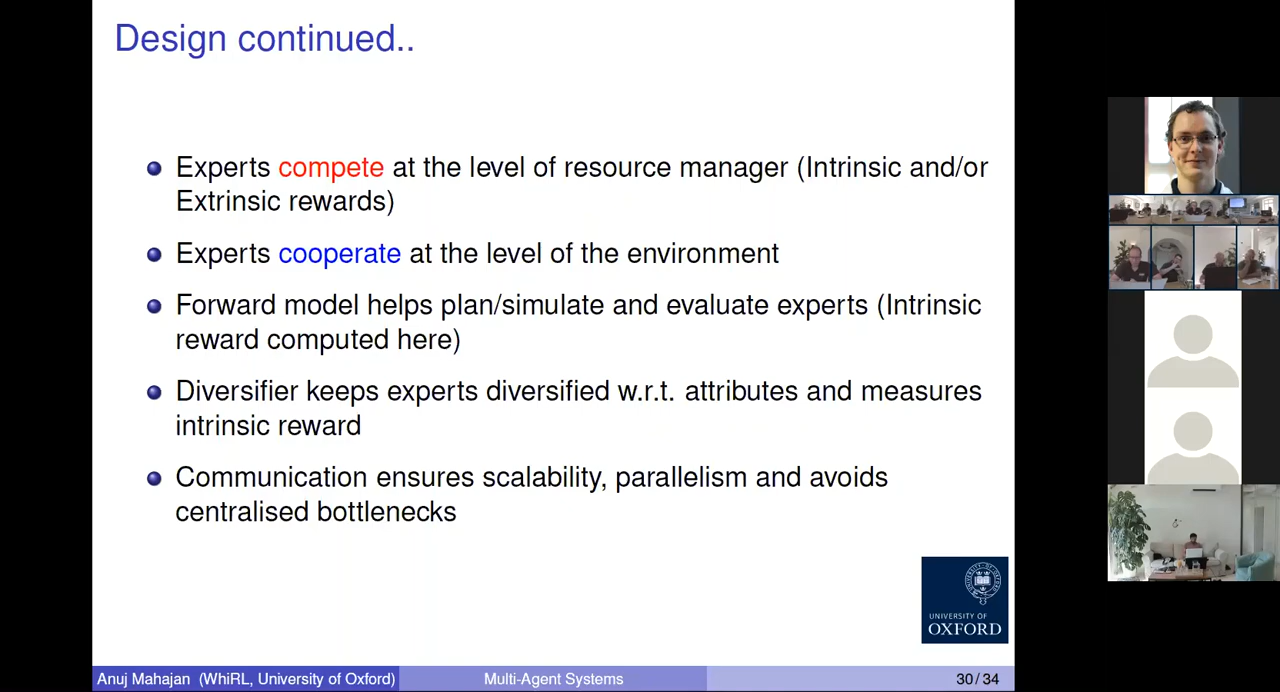 Design continued..
Experts compete at the level of resource manager (Intrinsic and/or
Extrinsic rewards)
Experts cooperate at the level of the environment
Forward model helps plan/simulate and evaluate experts (Intrinsic
reward computed here)
Diversifier keeps experts diversified w.r.t. attributes and measures
intrinsic reward
Communication ensures scalability, parallelism and avoids
centralised bottlenecks
UNIVERSITY OF
OXFORD
Anuj Mahajan (WhiRL, University of Oxford) Multi-Agent Systems 30 / 34